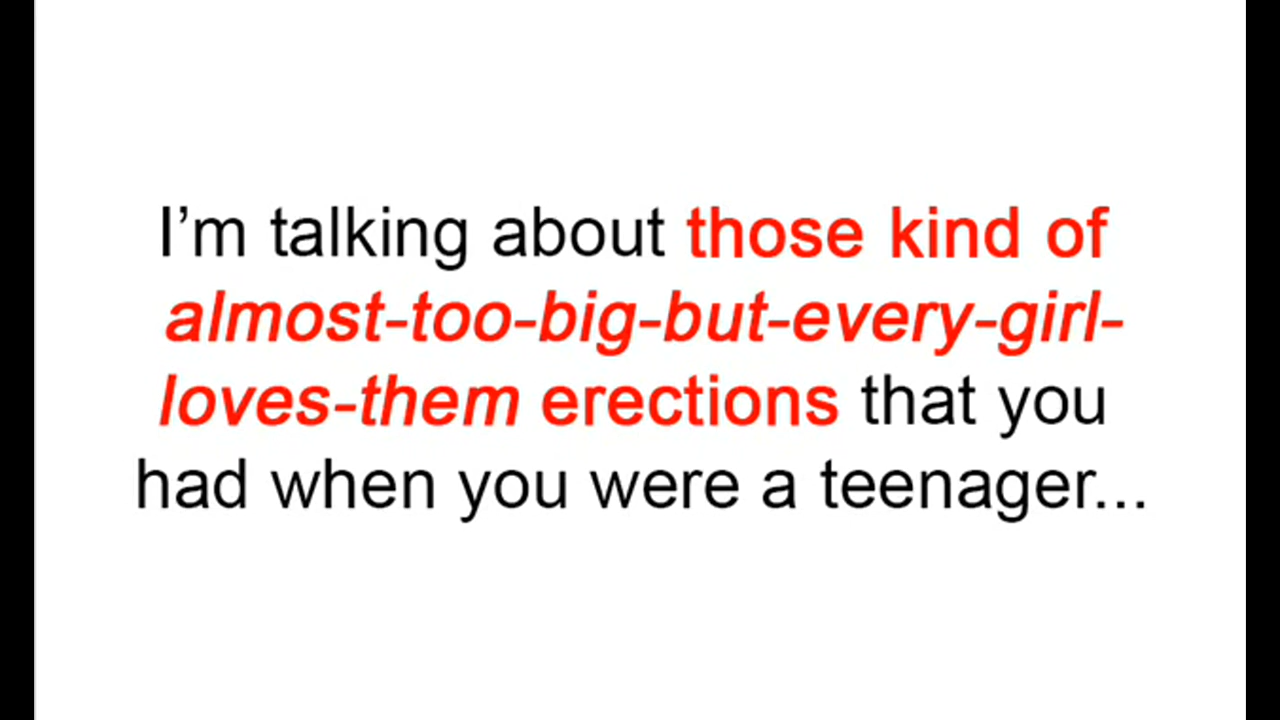 I'm talking about those kind of
almost-too-big-but-every-girl-
loves-them erections that you
had when you were a teenager...